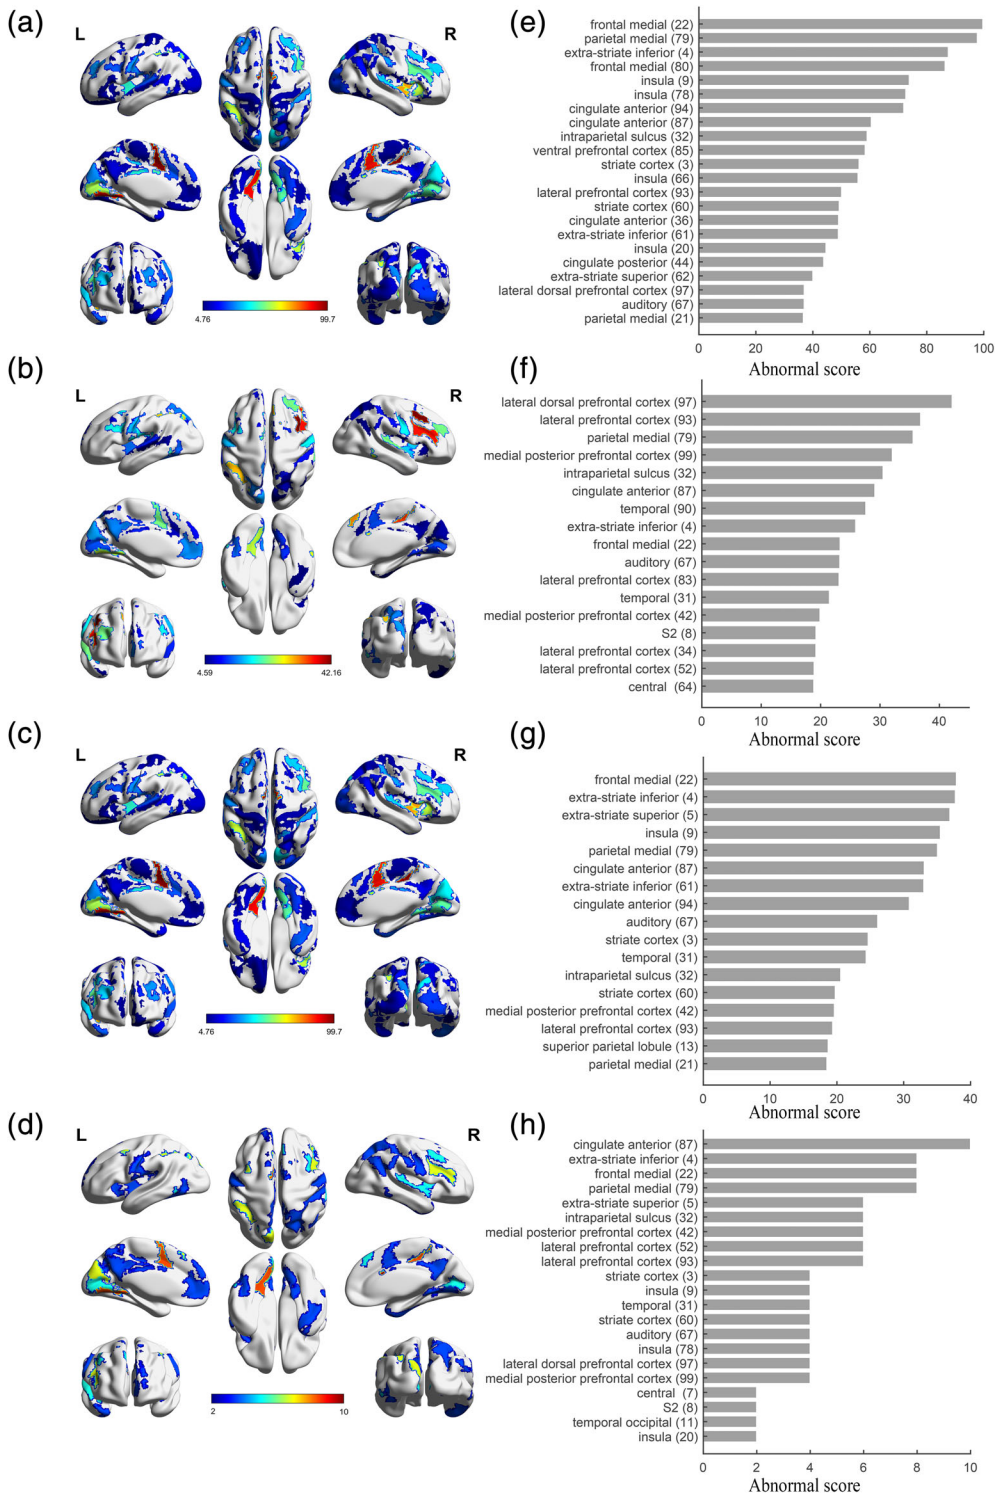 (a)
L
R
4.76
99.7
(e)
frontal medial (22)
parietal medial (79)
extra-striate inferior (4)
frontal medial (80)
insula (9)
insula (78)
cingulate anterior (94)
cingulate anterior (87)
intraparietal sulcus (32)
ventral prefrontal cortex (85)
striate cortex (3)
insula (66)
lateral prefrontal cortex (93)
striate cortex (60)
cingulate anterior (36)
extra-striate inferior (61)
insula (20)
cingulate posterior (44)
extra-striate superior (62)
lateral dorsal prefrontal cortex (97)
auditory (67)
parietal medial (21)
0 20 40 60 80 100
Abnormal score
(b)
L
R
4.59
42.16
(f)
lateral dorsal prefrontal cortex (97)
lateral prefrontal cortex (93)
parietal medial (79)
medial posterior prefrontal cortex (99)
intraparietal sulcus (32)
cingulate anterior (87)
temporal (90)
extra-striate inferior (4)
frontal medial (22)
auditory (67)
lateral prefrontal cortex (83)
temporal (31)
medial posterior prefrontal cortex (42)
S2 (8)
lateral prefrontal cortex (34)
lateral prefrontal cortex (52)
central (64)
0 10 20 30 40
Abnormal score
(c)
L
R
4.76
99.7
(g)
frontal medial (22)
extra-striate inferior (4)
extra-striate superior (5)
insula (9)
parietal medial (79)
cingulate anterior (87)
extra-striate inferior (61)
cingulate anterior (94)
auditory (67)
striate cortex (3)
temporal (31)
intraparietal sulcus (32)
striate cortex (60)
medial posterior prefrontal cortex (42)
lateral prefrontal cortex (93)
superior parietal lobule (13)
parietal medial (21)
0 10 20 30 40
Abnormal score
(d)
L
R
2
10
(h)
cingulate anterior (87)
extra-striate inferior (4)
frontal medial (22)
parietal medial (79)
extra-striate superior (5)
intraparietal sulcus (32)
medial posterior prefrontal cortex (42)
lateral prefrontal cortex (52)
lateral prefrontal cortex (93)
striate cortex (3)
insula (9)
temporal (31)
striate cortex (60)
auditory (67)
insula (78)
lateral dorsal prefrontal cortex (97)
medial posterior prefrontal cortex (99)
central (7)
S2 (8)
temporal occipital (11)
insula (20)
0 2 4 6 8 10
Abnormal score